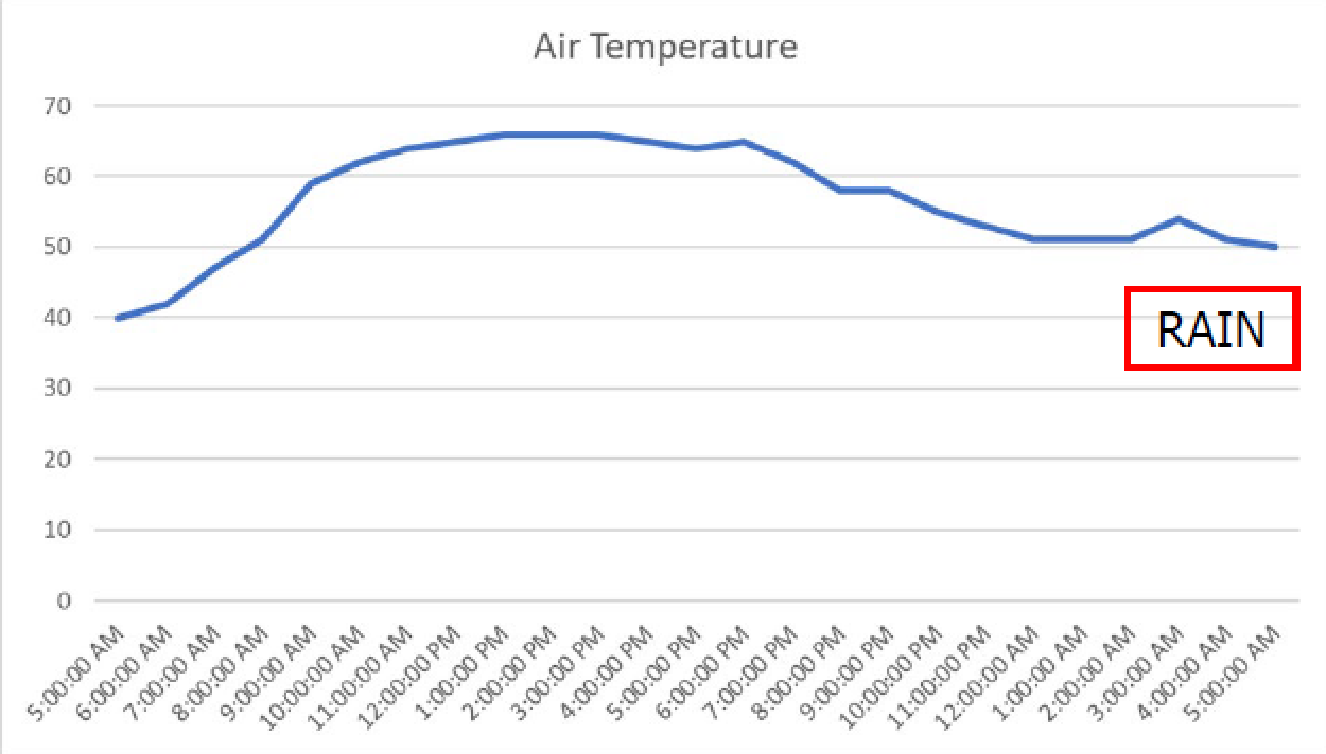 Air Temperature
70
60
50
40
30
20
10
0
RAIN
5:00:00 AM
6:00:00 AM
7:00:00 AM
8:00:00 AM
9:00:00 AM
10:00:00 AM
11:00:00 AM
12:00:00 PM
1:00:00 PM
2:00:00 PM
3:00:00 PM
4:00:00 PM
5:00:00 PM
6:00:00 PM
7:00:00 PM
8:00:00 PM
9:00:00 PM
10:00:00 PM
11:00:00 PM
12:00:00 AM
1:00:00 AM
2:00:00 AM
3:00:00 AM
4:00:00 AM
5:00:00 AM